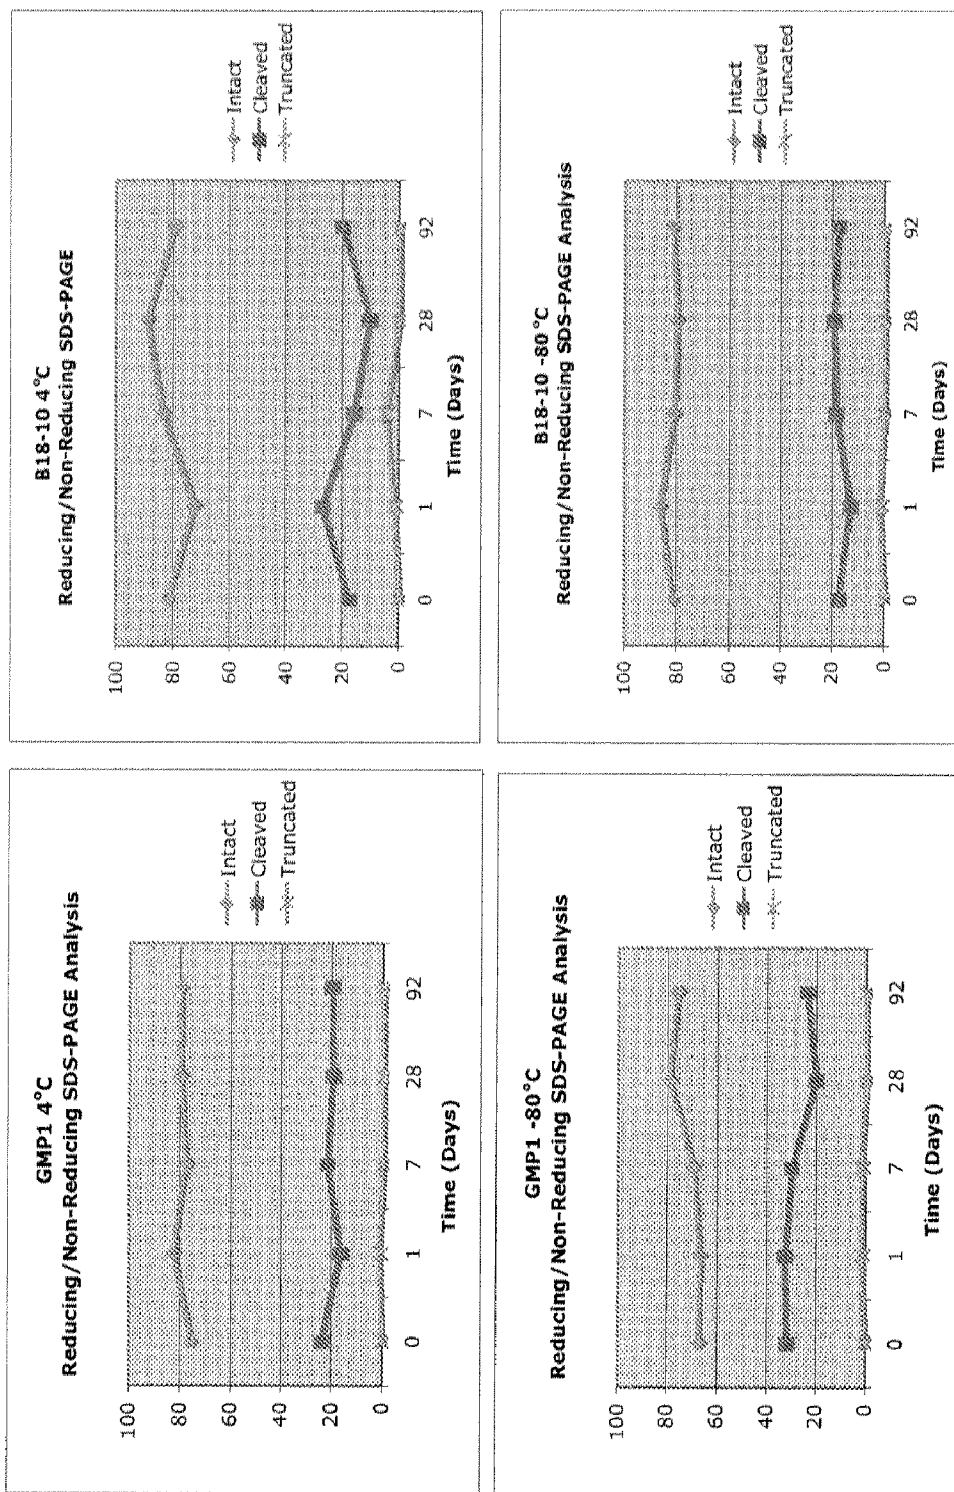 B18-10 4°C
Reducing/Non-Reducing SDS-PAGE
100
80
60
40
20
0
0
1
7
28
92
Time (Days)
Intact
Cleaved
Truncated
B18-10 -80°C
Reducing/Non-Reducing SDS-PAGE Analysis
100
80
60
40
20
0
0
1
7
28
92
Time (Days)
Intact
Cleaved
Truncated
GMP1 4°C
Reducing/Non-Reducing SDS-PAGE Analysis
100
80
60
40
20
0
0
1
7
28
92
Time (Days)
Intact
Cleaved
Truncated
GMP1 -80°C
Reducing/Non-Reducing SDS-PAGE Analysis
100
80
60
40
20
0
0
1
7
28
92
Time (Days)
Intact
Cleaved
Truncated